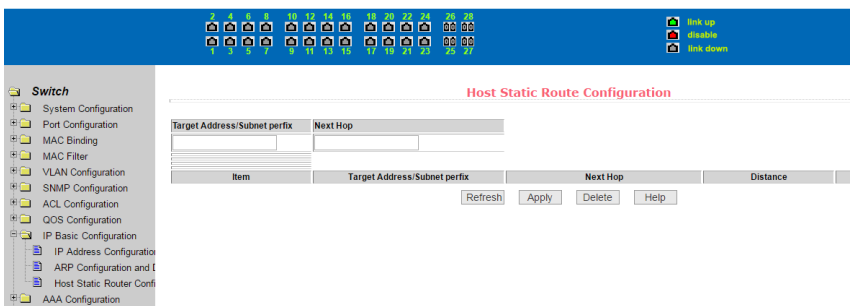 2 4 6 8 10 12 14 16 18 20 22 24 26 28
1 3 5 7 9 11 13 15 17 19 21 23 25 27
link up
disable
link down
Switch
System Configuration
Port Configuration
MAC Binding
MAC Filter
VLAN Configuration
SNMP Configuration
ACL Configuration
QOS Configuration
IP Basic Configuration
IP Address Configuration
ARP Configuration and D
Host Static Router Confi
AAA Configuration
Host Static Route Configuration
Target Address/Subnet perfix Next Hop
Item Target Address/Subnet perfix Next Hop Distance
Refresh Apply Delete Help